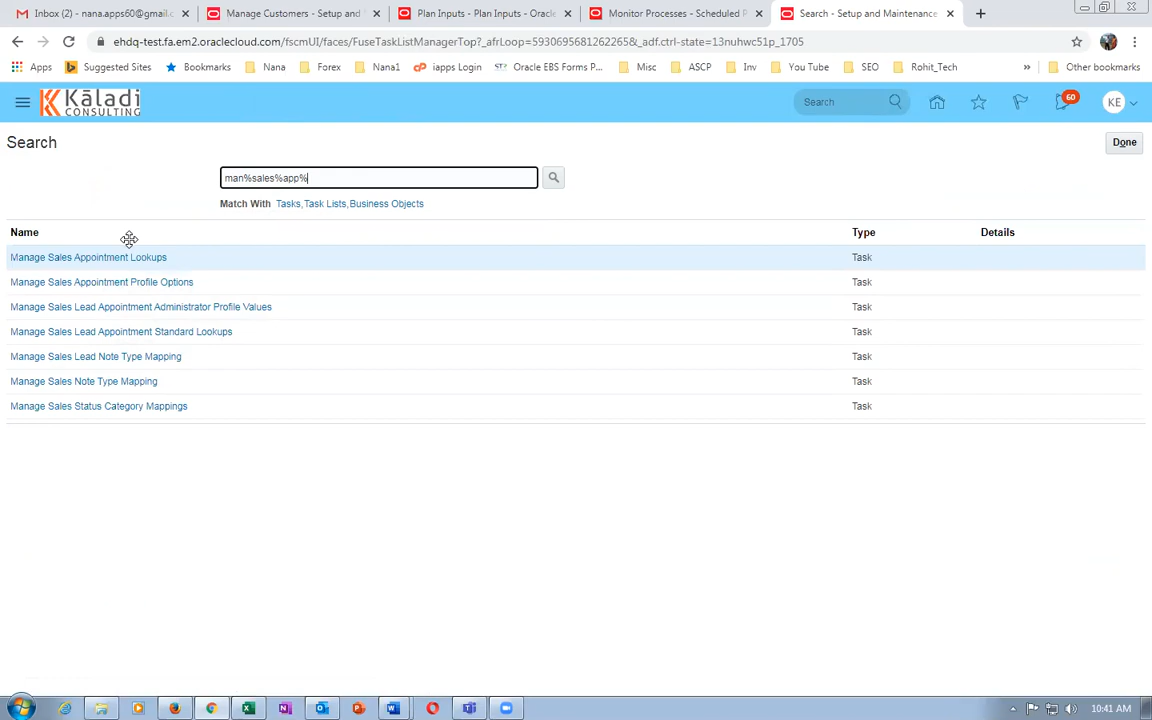 Inbox (2) - nana.apps60@gmail.c
Manage Customers - Setup and
Plan Inputs - Plan Inputs - Oracle
Monitor Processes - Scheduled P
Search - Setup and Maintenance
ehdq-test.fa.em2.oraclecloud.com/fscmUI/faces/FuseTaskListManagerTop?_afrLoop=5930695681262265&_adf.ctrl-state=13nuhwc51p_1705
Apps
Suggested Sites
Bookmarks
Nana
Forex
Nana1
iapps Login
Oracle EBS Forms P...
Misc
ASCP
Inv
You Tube
SEO
Rohit_Tech
»
Other bookmarks
Kāladi
CONSULTING
Search
60
KE
Search
Done
man%sales%app%
Match With Tasks, Task Lists, Business Objects
Name Type Details
Manage Sales Appointment Lookups Task
Manage Sales Appointment Profile Options Task
Manage Sales Lead Appointment Administrator Profile Values Task
Manage Sales Lead Appointment Standard Lookups Task
Manage Sales Lead Note Type Mapping Task
Manage Sales Note Type Mapping Task
Manage Sales Status Category Mappings Task
10:41 AM